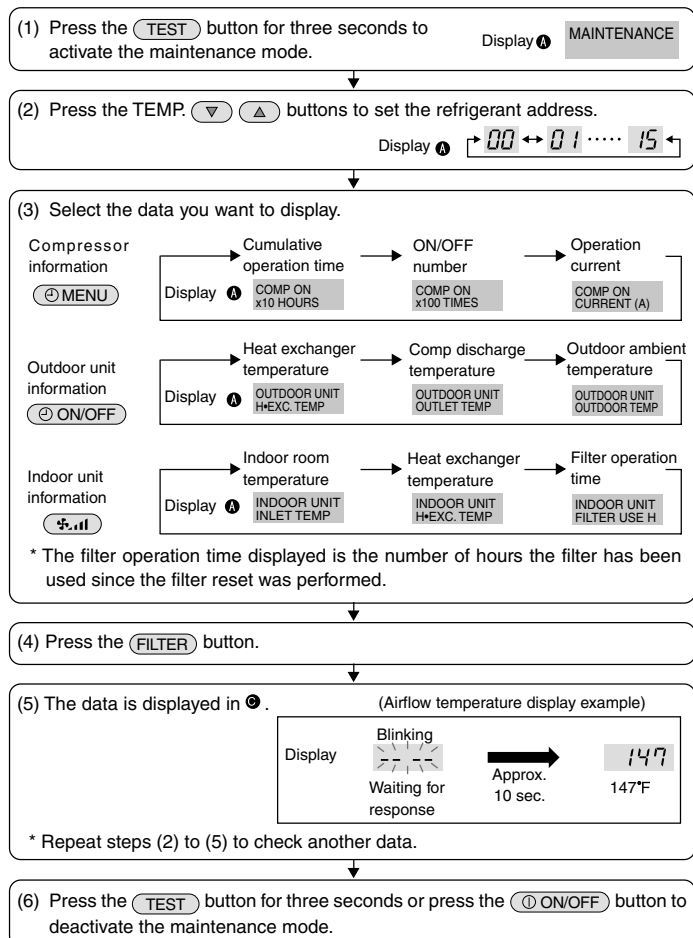 (1) Press the TEST button for three seconds to
activate the maintenance mode.
Display A
MAINTENANCE
(2) Press the TEMP. ▽ △ buttons to set the refrigerant address.
Display A 00 ↔ 01 ····· 15
(3) Select the data you want to display.
Compressor
information
MENU
Display A
Cumulative
operation time
COMP ON
x10 HOURS
ON/OFF
number
COMP ON
x100 TIMES
Operation
current
COMP ON
CURRENT (A)
Outdoor unit
information
ON/OFF
Display A
Heat exchanger
temperature
OUTDOOR UNIT
H•EXC. TEMP
Comp discharge
temperature
OUTDOOR UNIT
OUTLET TEMP
Outdoor ambient
temperature
OUTDOOR UNIT
OUTDOOR TEMP
Indoor unit
information
Display A
Indoor room
temperature
INDOOR UNIT
INLET TEMP
Heat exchanger
temperature
INDOOR UNIT
H•EXC. TEMP
Filter operation
time
INDOOR UNIT
FILTER USE H
* The filter operation time displayed is the number of hours the filter has been
used since the filter reset was performed.
(4) Press the FILTER button.
(5) The data is displayed in C .
(Airflow temperature display example)
Display
Blinking
-- --
Waiting for
response
Approx.
10 sec.
147
147°F
* Repeat steps (2) to (5) to check another data.
(6) Press the TEST button for three seconds or press the ON/OFF button to
deactivate the maintenance mode.